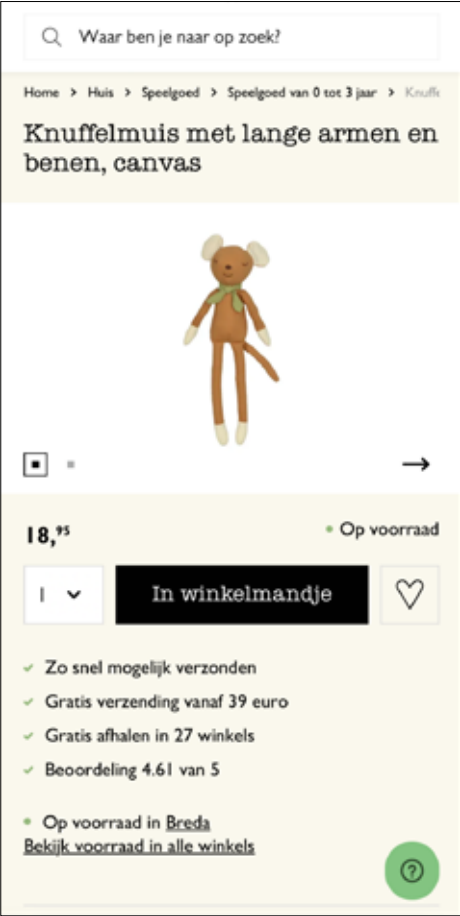 Waar ben je naar op zoek?
Home > Huis > Speelgoed > Speelgoed van 0 tot 3 jaar > Knuffe
Knuffelmuis met lange armen en
benen, canvas
18,95
Op voorraad
1
In winkelmandje
Zo snel mogelijk verzonden
Gratis verzending vanaf 39 euro
Gratis afhalen in 27 winkels
Beoordeling 4.61 van 5
Op voorraad in Breda
Bekijk voorraad in alle winkels
?